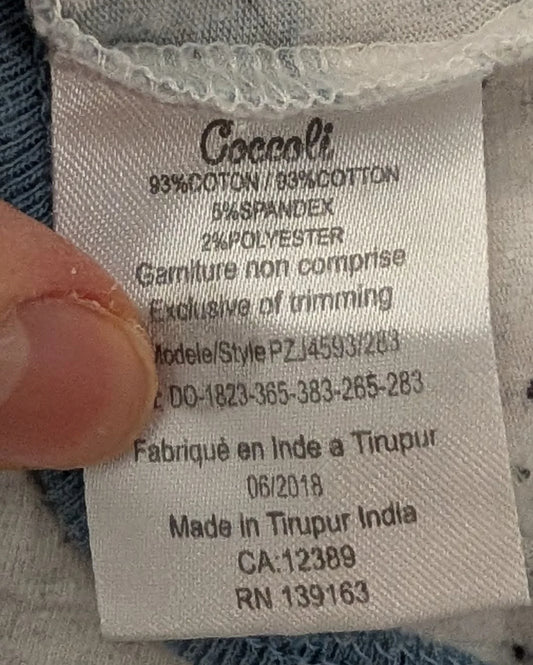 Coccoli
93%COTON / 93%COTTON
5%SPANDEX
2%POLYESTER
Garniture non comprise
Exclusive of trimming
Modele/Style PZJ4593/283
DO-1823-365-383-265-283
Fabriqué en Inde a Tirupur
06/2018
Made in Tirupur India
CA:12389
RN 139163